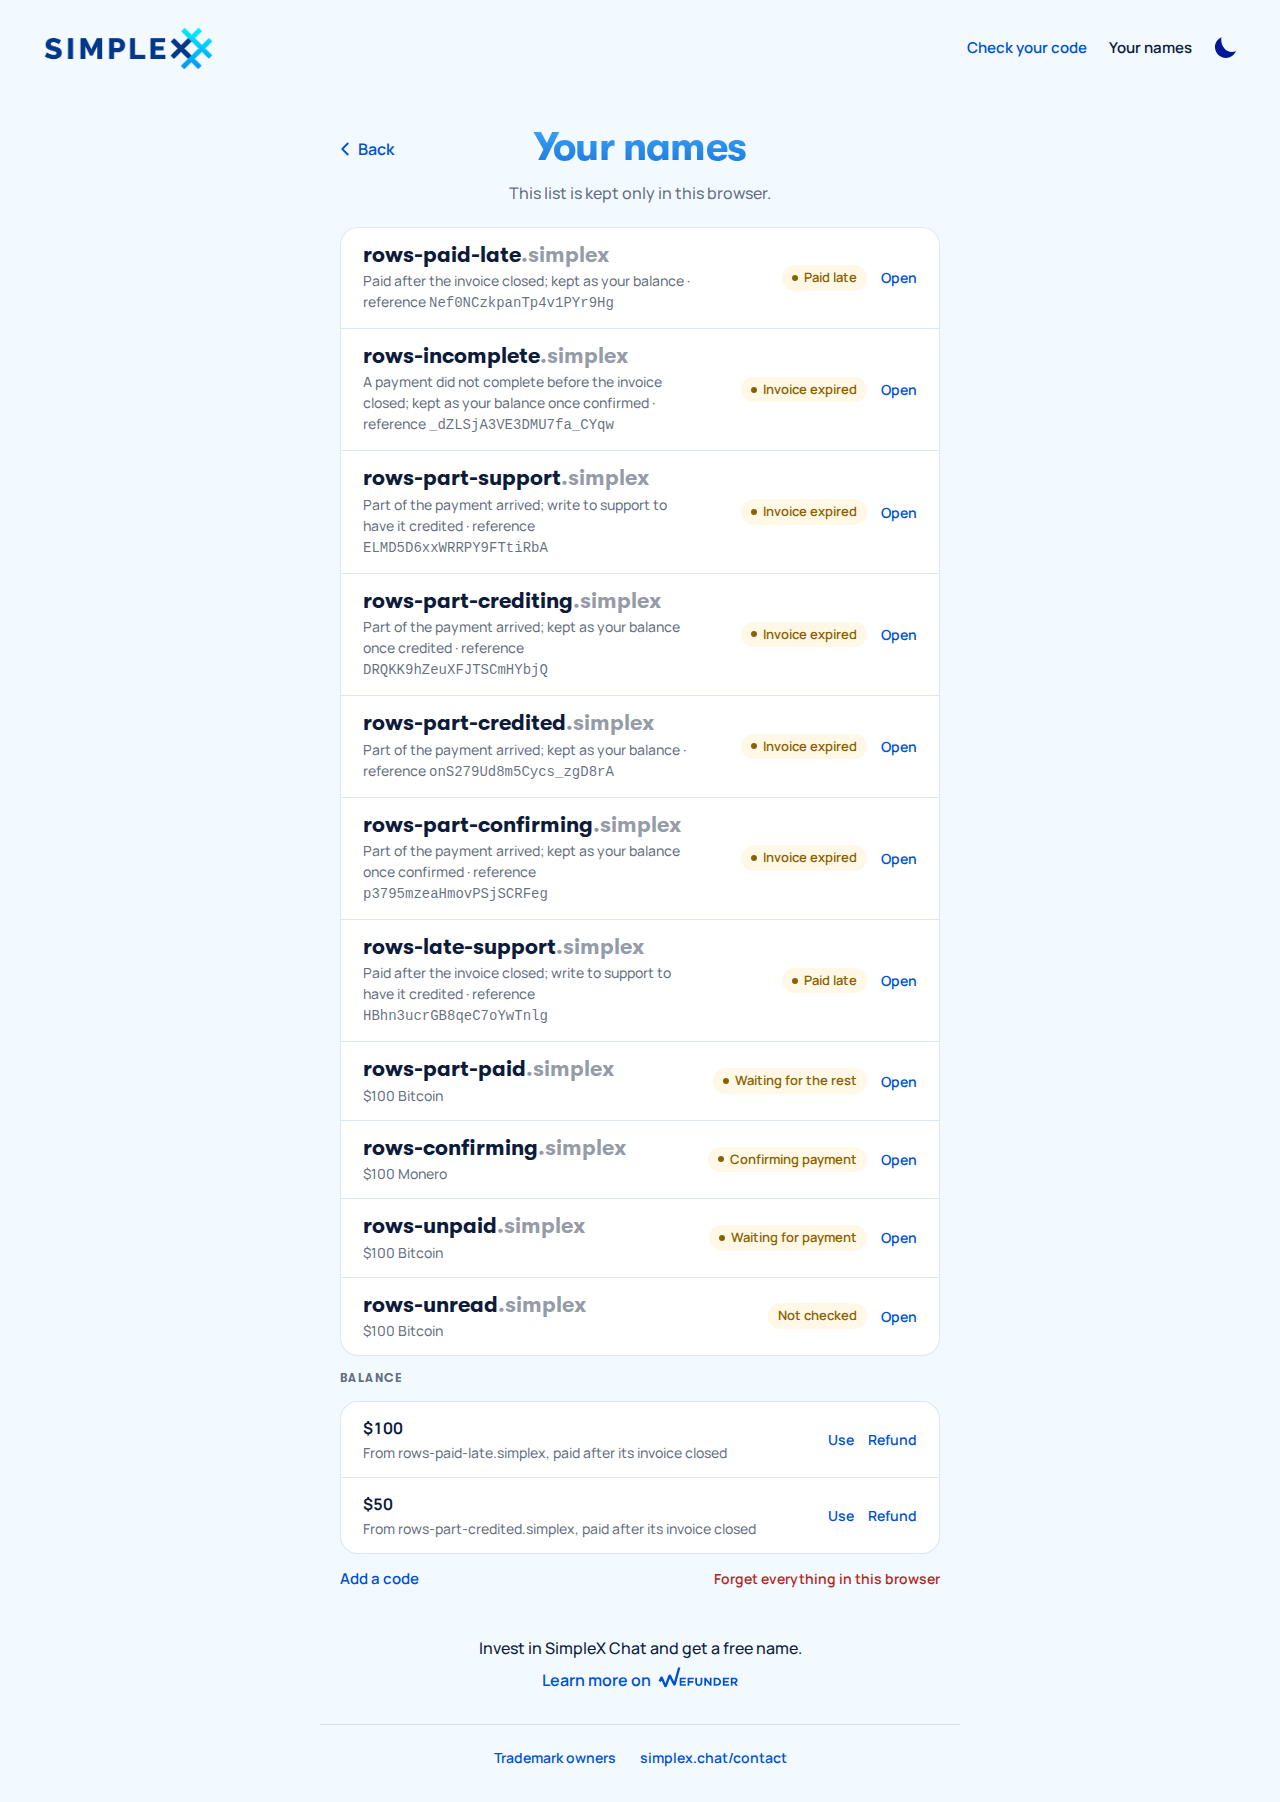 SIMPLEX
Check your code
Your names
Back
Your names
This list is kept only in this browser.
rows-paid-late.simplex
Paid after the invoice closed; kept as your balance ·
reference Nef0NCzkpanTp4v1PYr9Hg
Paid late
Open
rows-incomplete.simplex
A payment did not complete before the invoice
closed; kept as your balance once confirmed ·
reference _dZLSjA3VE3DMU7fa_CYqw
Invoice expired
Open
rows-part-support.simplex
Part of the payment arrived; write to support to
have it credited · reference
ELMD5D6xxWRRPY9FTtiRbA
Invoice expired
Open
rows-part-crediting.simplex
Part of the payment arrived; kept as your balance
once credited · reference
DRQKK9hZeuXFJTSCmHYbjQ
Invoice expired
Open
rows-part-credited.simplex
Part of the payment arrived; kept as your balance ·
reference onS279Ud8m5Cycs_zgD8rA
Invoice expired
Open
rows-part-confirming.simplex
Part of the payment arrived; kept as your balance
once confirmed · reference
p3795mzeaHmovPSjSCRFeg
Invoice expired
Open
rows-late-support.simplex
Paid after the invoice closed; write to support to
have it credited · reference
HBhn3ucrGB8qeC7oYwTnlg
Paid late
Open
rows-part-paid.simplex
$100 Bitcoin
Waiting for the rest
Open
rows-confirming.simplex
$100 Monero
Confirming payment
Open
rows-unpaid.simplex
$100 Bitcoin
Waiting for payment
Open
rows-unread.simplex
$100 Bitcoin
Not checked
Open
BALANCE
$100
From rows-paid-late.simplex, paid after its invoice closed
Use
Refund
$50
From rows-part-credited.simplex, paid after its invoice closed
Use
Refund
Add a code
Forget everything in this browser
Invest in SimpleX Chat and get a free name.
Learn more on WEFUNDER
Trademark owners
simplex.chat/contact